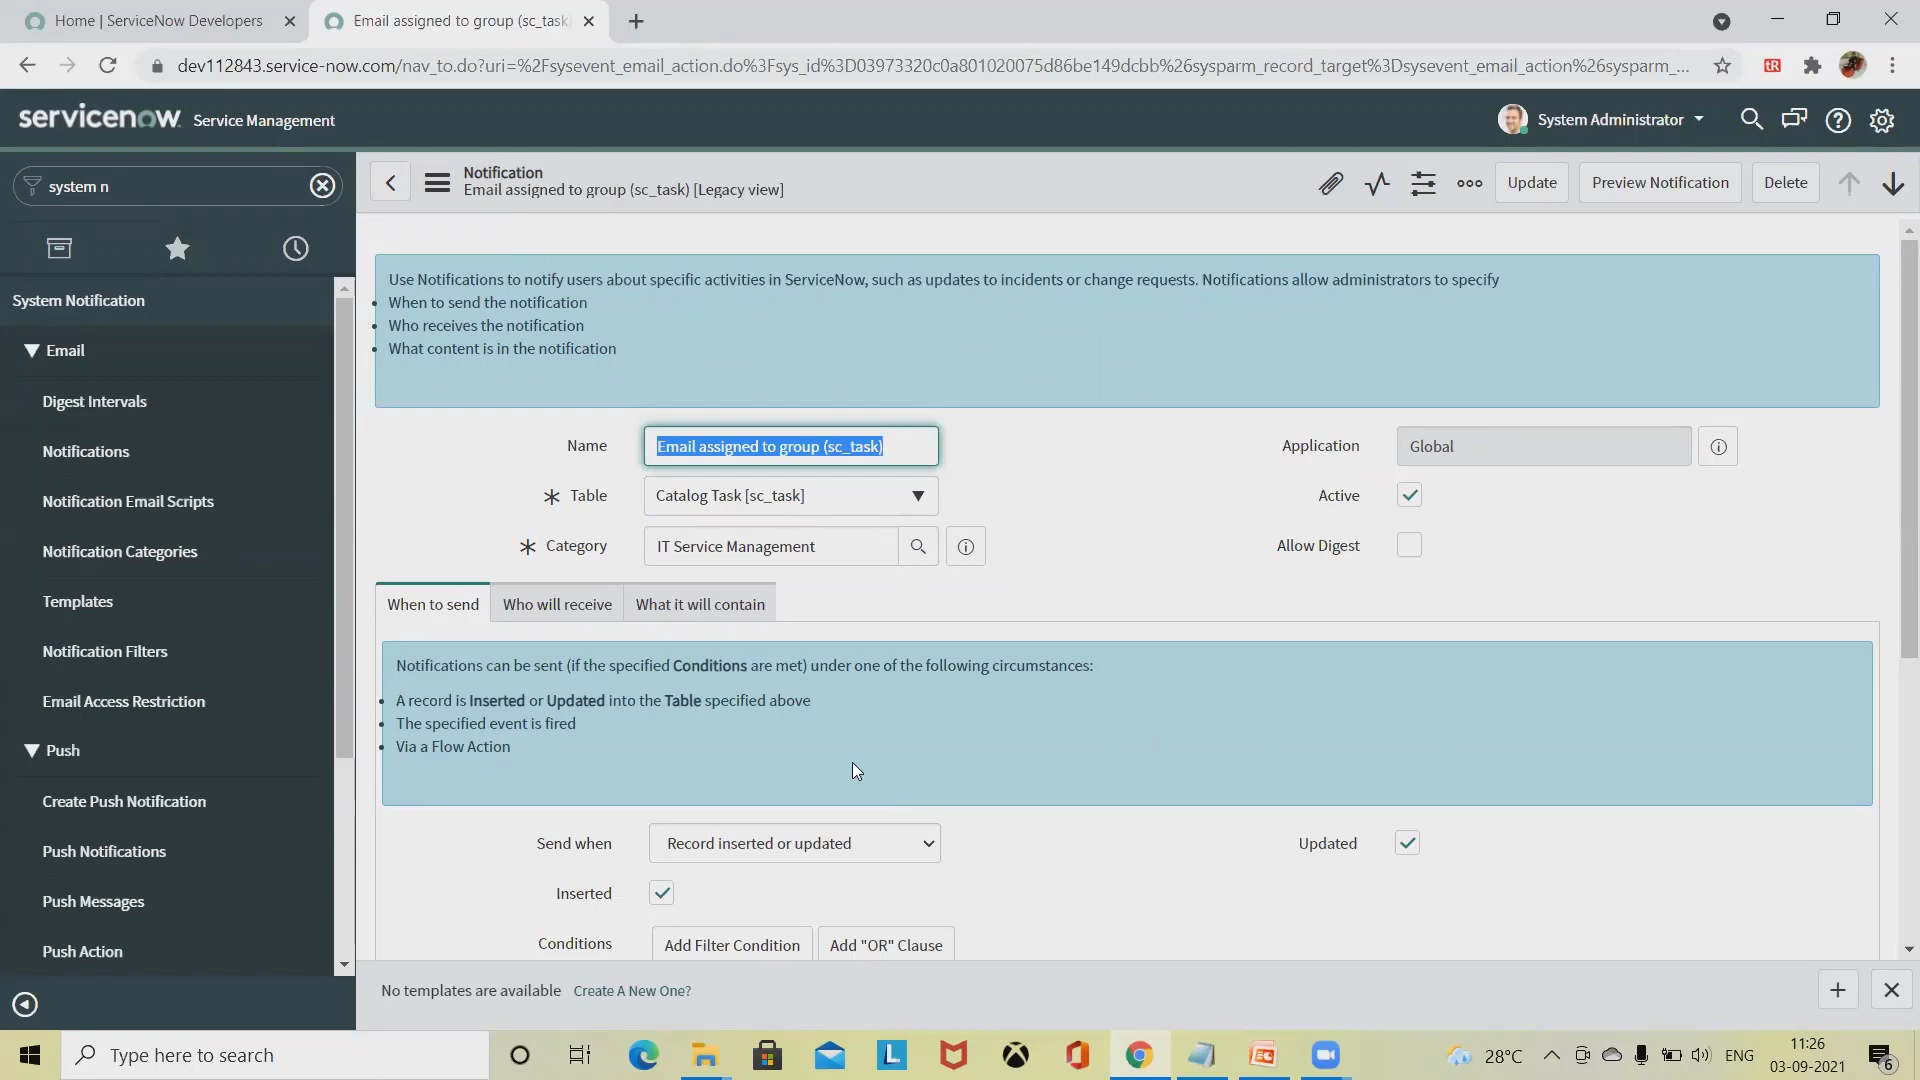 Home | ServiceNow Developers
Email assigned to group (sc_task)
dev112843.service-now.com/nav_to.do?uri=%2Fsysevent_email_action.do%3Fsys_id%3D03973320c0a801020075d86be149dcbb%26sysparm_record_target%3Dsysevent_email_action%26sysparm_...
servicenow Service Management
System Administrator
system n
Notification
Email assigned to group (sc_task) [Legacy view]
Update
Preview Notification
Delete
System Notification
Email
Digest Intervals
Notifications
Notification Email Scripts
Notification Categories
Templates
Notification Filters
Email Access Restriction
Push
Create Push Notification
Push Notifications
Push Messages
Push Action
Use Notifications to notify users about specific activities in ServiceNow, such as updates to incidents or change requests. Notifications allow administrators to specify
• When to send the notification
• Who receives the notification
• What content is in the notification
Name
Email assigned to group (sc_task)
Application
Global
Table
Catalog Task [sc_task]
Active
Category
IT Service Management
Allow Digest
When to send
Who will receive
What it will contain
Notifications can be sent (if the specified Conditions are met) under one of the following circumstances:
• A record is Inserted or Updated into the Table specified above
• The specified event is fired
• Via a Flow Action
Send when
Record inserted or updated
Updated
Inserted
Conditions
Add Filter Condition
Add "OR" Clause
No templates are available Create A New One?
Type here to search
28°C
ENG
11:26
03-09-2021
6